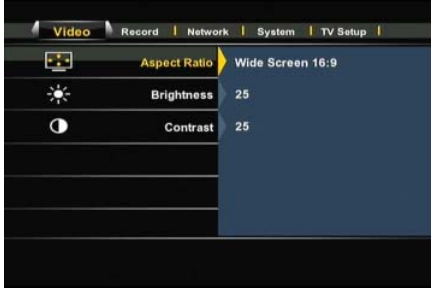 Video Record Network System TV Setup
Aspect Ratio Wide Screen 16:9
Brightness 25
Contrast 25